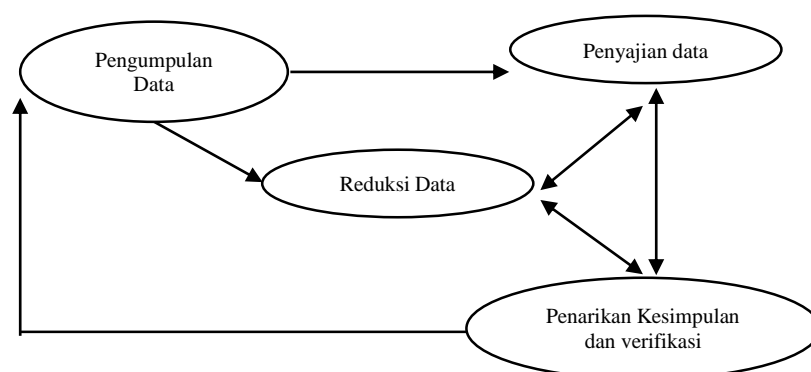 Pengumpulan
Data
Penyajian data
Reduksi Data
Penarikan Kesimpulan
dan verifikasi